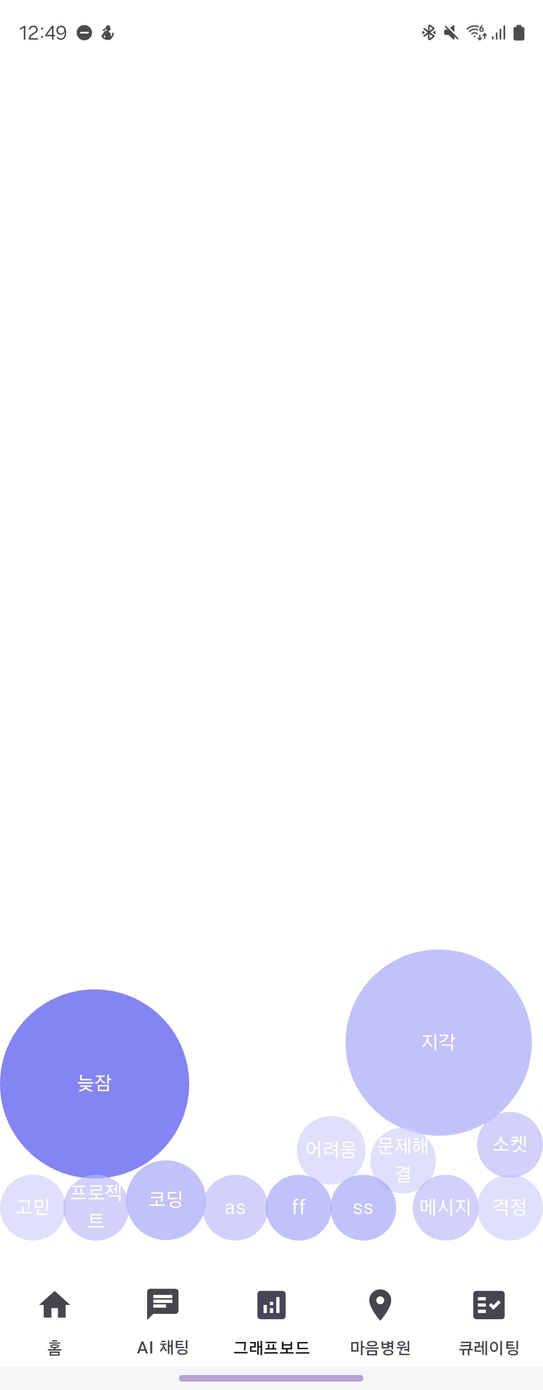 12:49
지각
늦잠
어려움
문제해
결
소켓
고민
프로젝
트
코딩
as
ff
ss
메시지
걱정
홈
AI 채팅
그래프보드
마음병원
큐레이팅